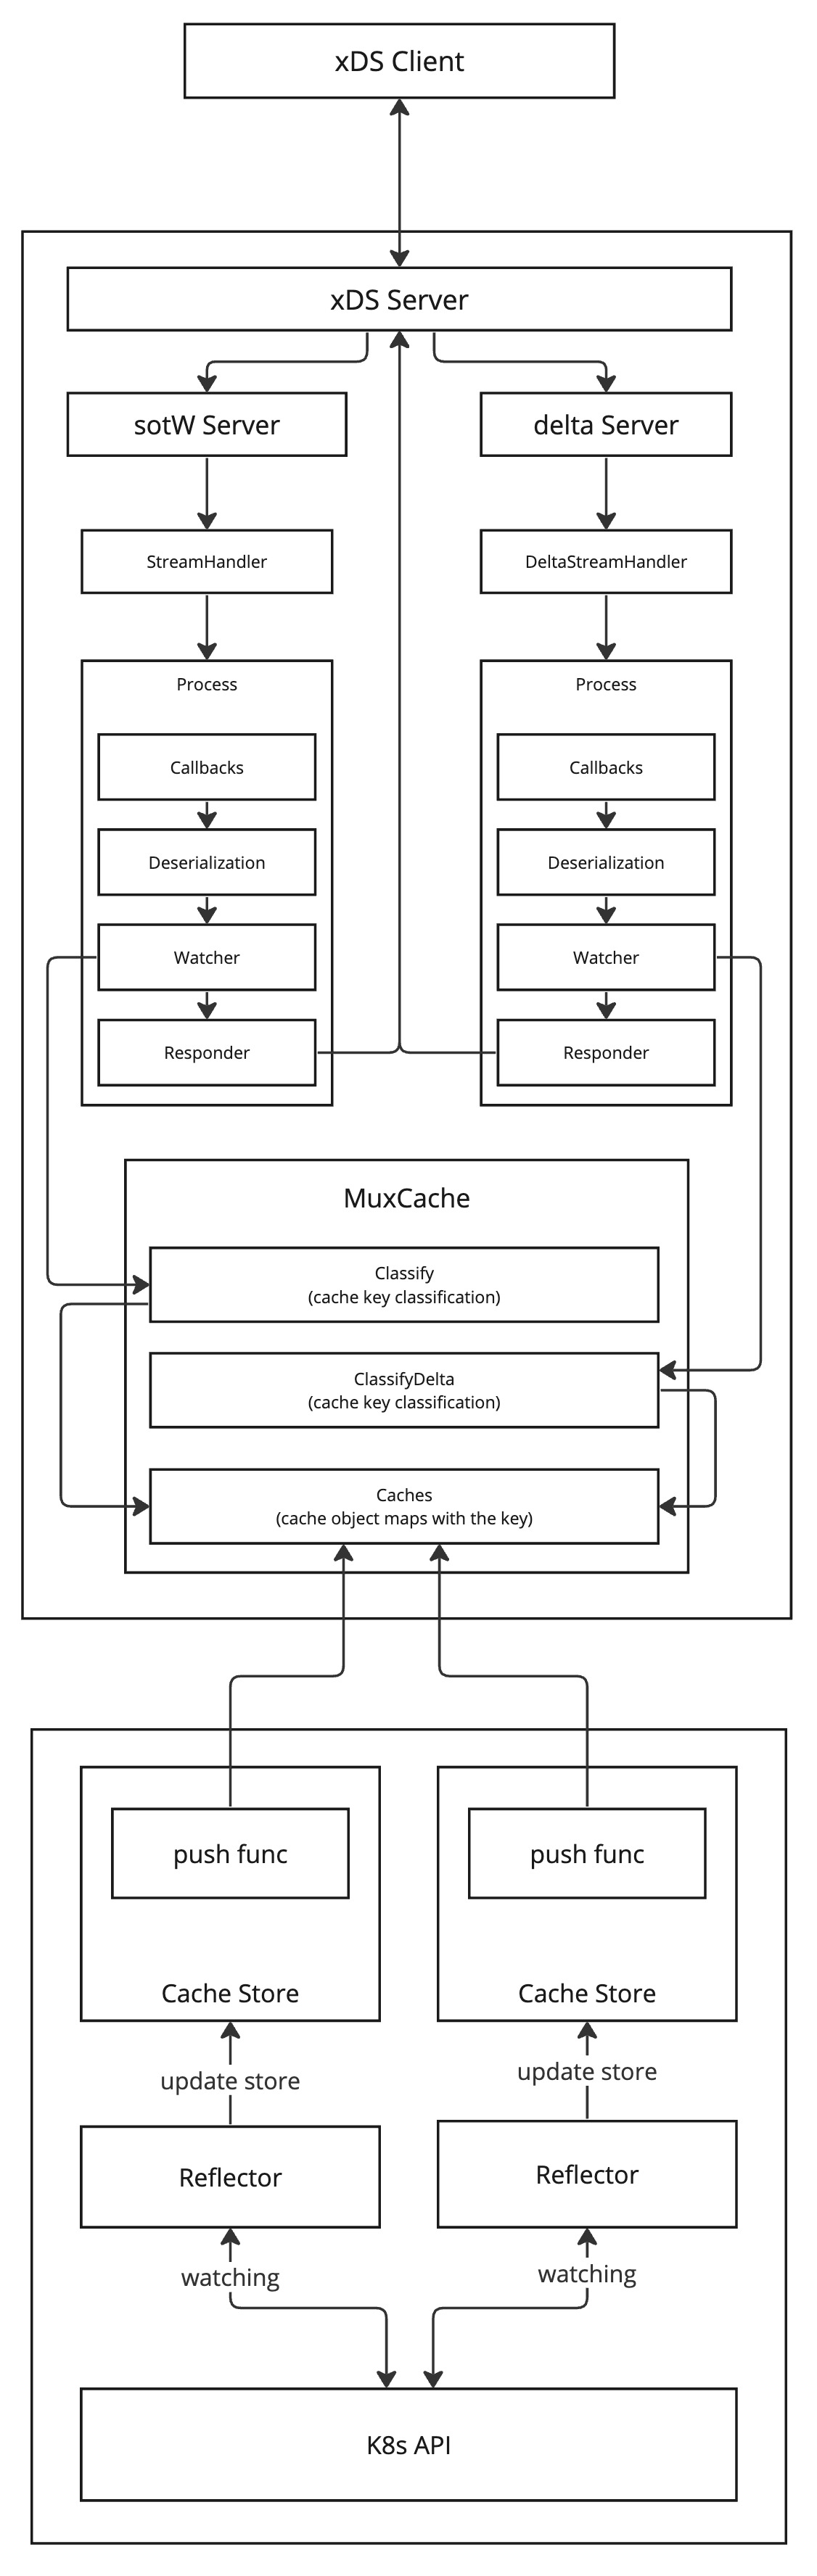 xDS Client
xDS Server
sotW Server
delta Server
StreamHandler
DeltaStreamHandler
Process
Process
Callbacks
Callbacks
Deserialization
Deserialization
Watcher
Watcher
Responder
Responder
MuxCache
Classify
(cache key classification)
ClassifyDelta
(cache key classification)
Caches
(cache object maps with the key)
push func
push func
Cache Store
Cache Store
update store
update store
Reflector
Reflector
watching
watching
K8s API